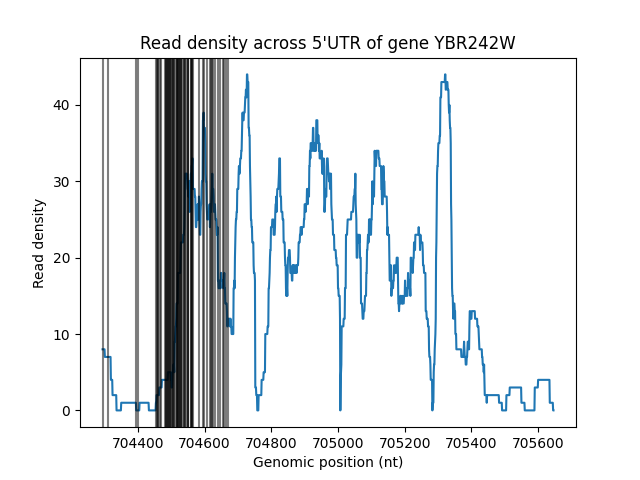 Read density across 5'UTR of gene YBR242W
Read density
40
30
20
10
0
704400 704600 704800 705000 705200 705400 705600
Genomic position (nt)